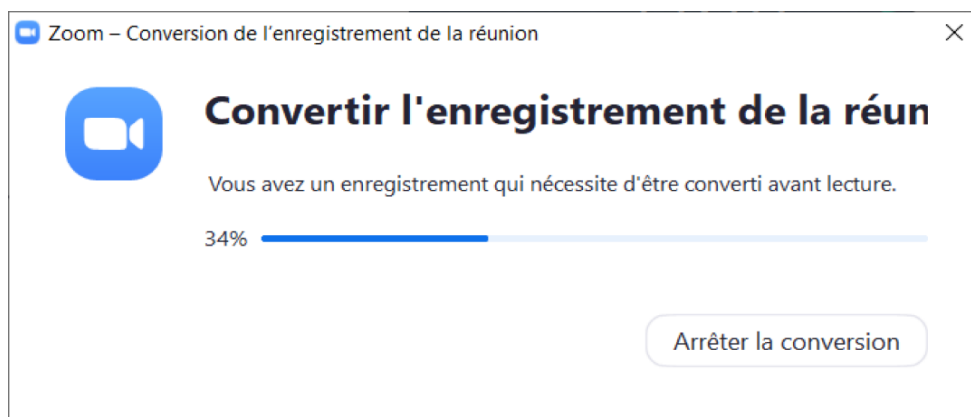 Zoom – Conversion de l’enregistrement de la réunion
Convertir l'enregistrement de la réun
Vous avez un enregistrement qui nécessite d'être converti avant lecture.
34%
Arrêter la conversion